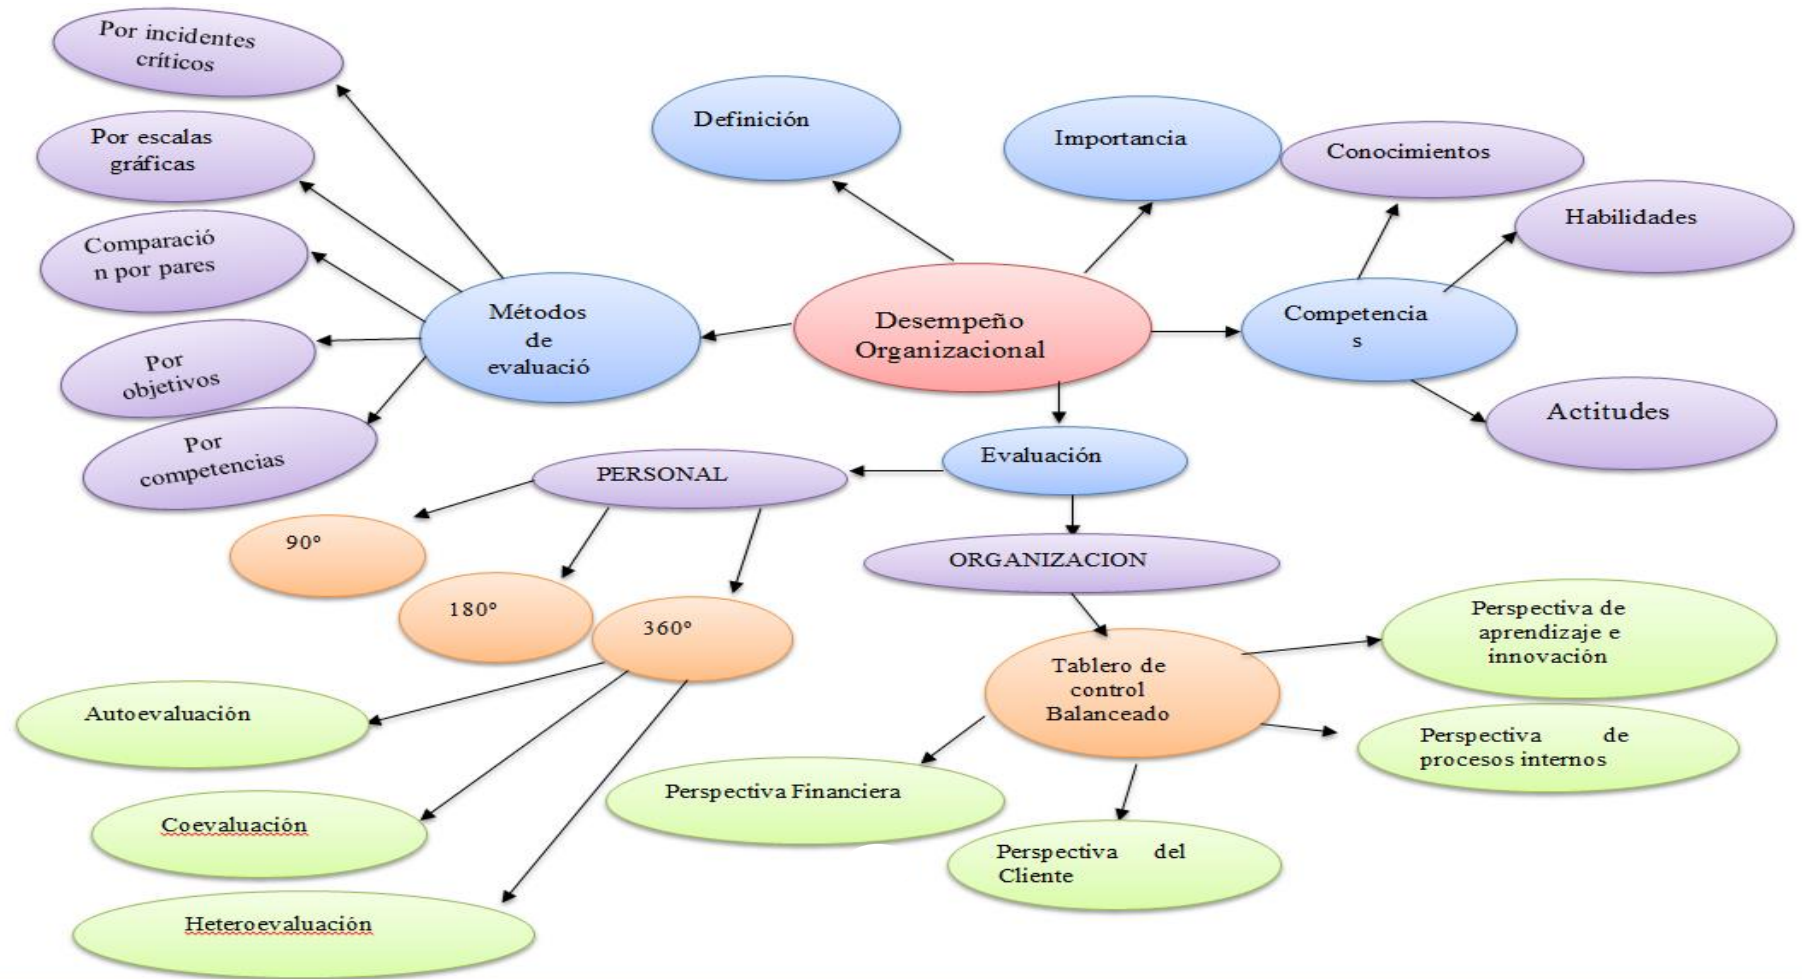 Por incidentes
críticos
Por escalas
gráficas
Comparació
n por pares
Por
objetivos
Por
competencias
Métodos
de
evaluació
Definición
Importancia
Desempeño
Organizacional
Conocimientos
Habilidades
Competencia
s
Actitudes
Evaluación
PERSONAL
90°
180°
360°
Autoevaluación
Coevaluación
Heteroevaluación
ORGANIZACION
Tablero de
control
Balanceado
Perspectiva de
aprendizaje e
innovación
Perspectiva de
procesos internos
Perspectiva Financiera
Perspectiva del
Cliente